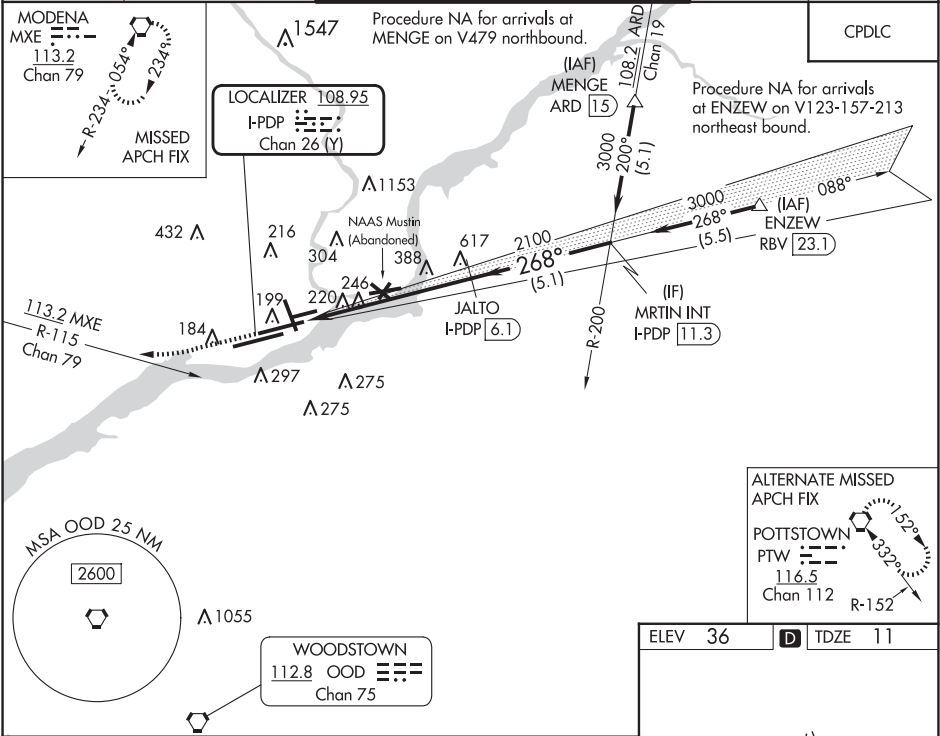 MODENA
MXE
113.2
Chan 79
R-234
054°
234°
MISSED
APCH FIX
1547
Procedure NA for arrivals at
MENGE on V479 northbound.
108.2 ARD
Chan 19
CPDLC
LOCALIZER 108.95
I-PDP
Chan 26 (Y)
(IAF)
MENGE
ARD 15
Procedure NA for arrivals
at ENZEW on V123-157-213
northeast bound.
3000
200°
(5.1)
1153
NAAS Mustin
(Abandoned)
432
216
304
388
617
2100
268°
(5.1)
3000
268°
(5.5)
088°
(IAF)
ENZEW
RBV 23.1
246
220
199
184
JALTO
I-PDP 6.1
(IF)
MRTIN INT
I-PDP 11.3
R-200
113.2 MXE
R-115
Chan 79
297
275
275
ALTERNATE MISSED
APCH FIX
POTTSTOWN
PTW
116.5
Chan 112
152°
332°
R-152
MSA OOD 25 NM
2600
1055
WOODSTOWN
112.8 OOD
Chan 75
ELEV 36 D TDZE 11